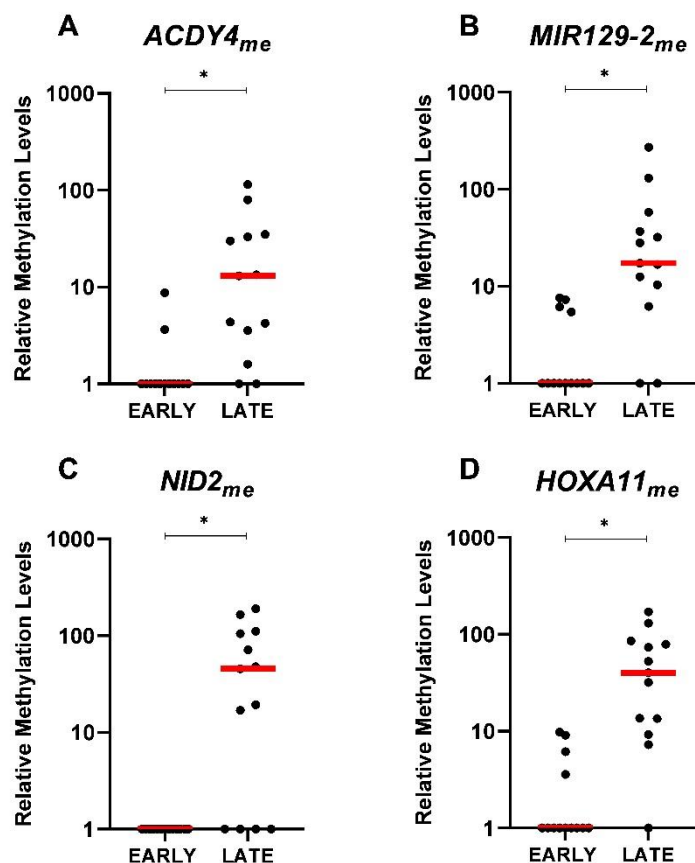 A
ACDY4me
*
Relative Methylation Levels
1000
100
10
1
EARLY LATE
B
MIR129-2me
*
Relative Methylation Levels
1000
100
10
1
EARLY LATE
C
NID2me
*
Relative Methylation Levels
1000
100
10
1
EARLY LATE
D
HOXA11me
*
Relative Methylation Levels
1000
100
10
1
EARLY LATE